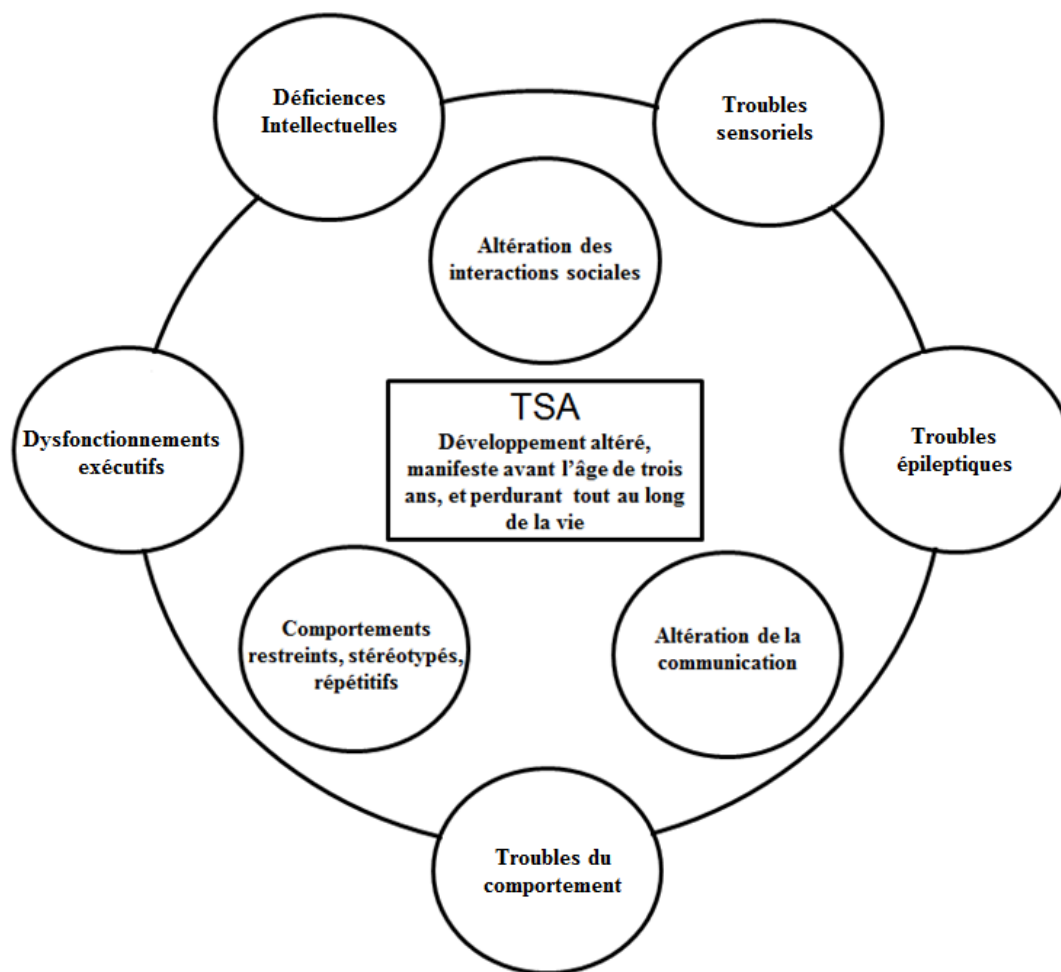 Déficiences
Intellectuelles
Troubles
sensoriels
Altération des
interactions sociales
Dysfonctionnements
exécutifs
TSA
Développement altéré,
manifeste avant l’âge de trois
ans, et perdurant tout au long
de la vie
Troubles
épileptiques
Comportements
restreints, stéréotypés,
répétitifs
Altération de la
communication
Troubles du
comportement